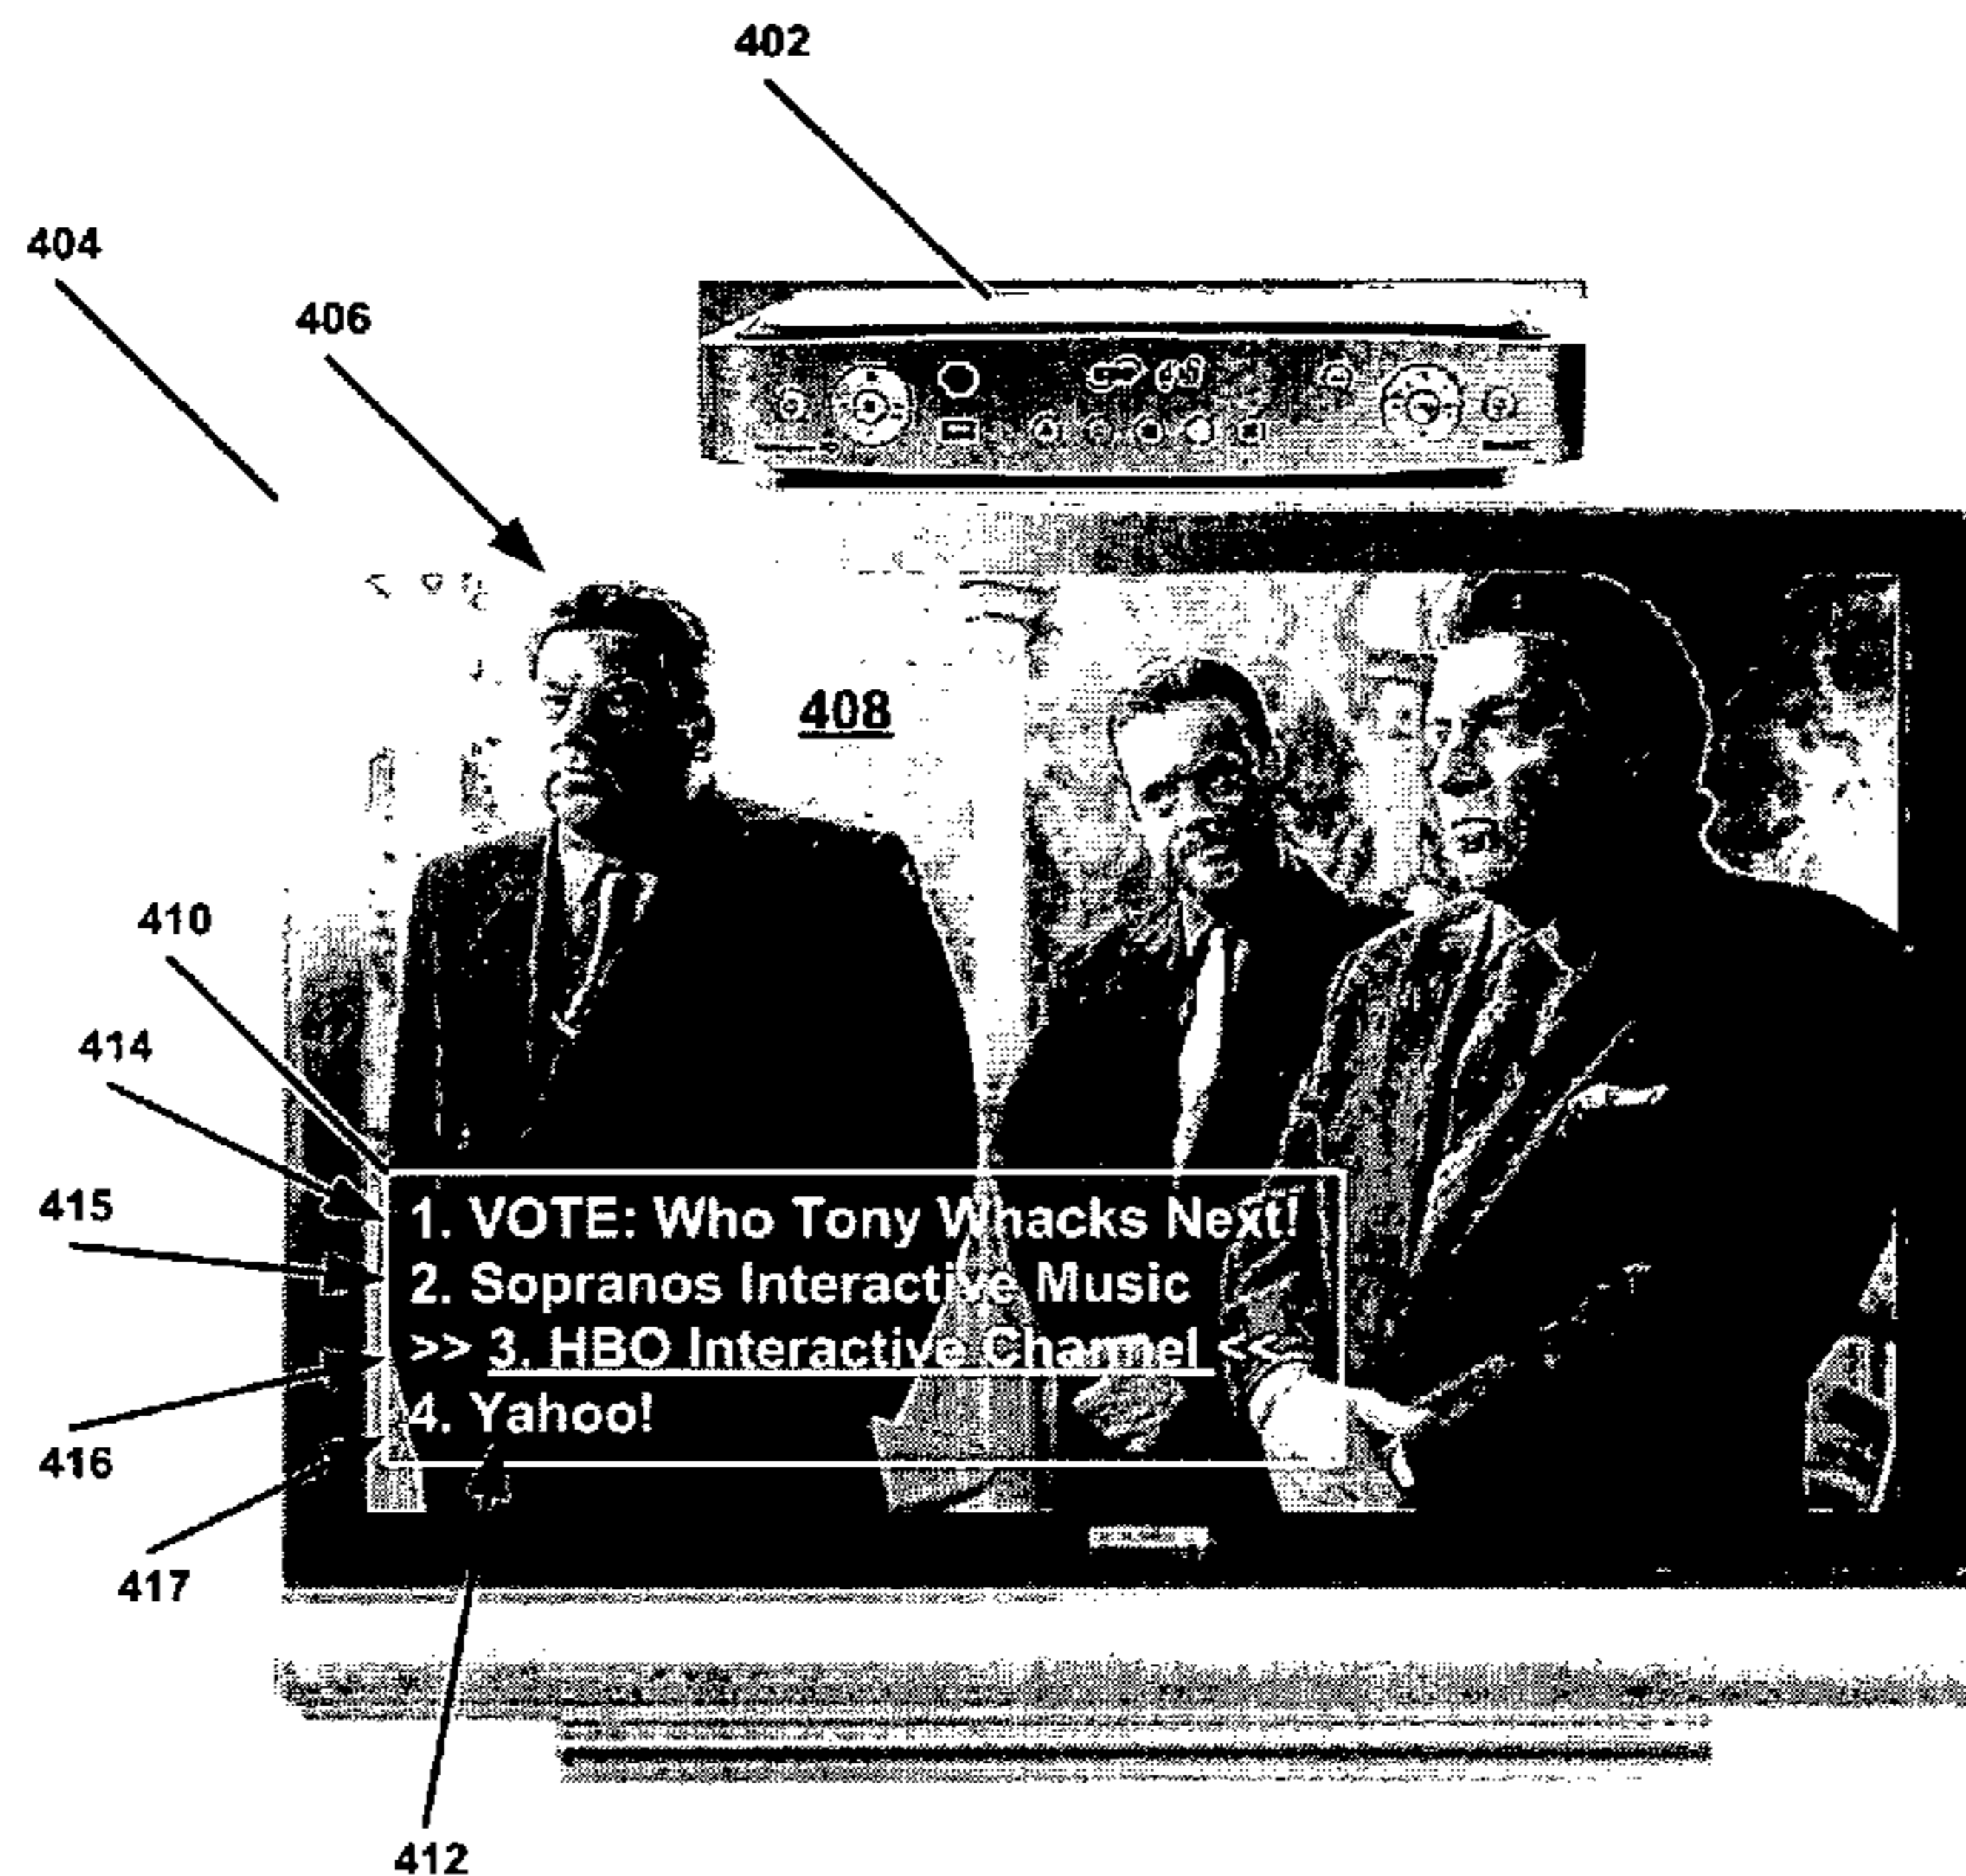 402
404
406
408
410
414
1. VOTE: Who Tony Whacks Next!
415
2. Sopranos Interactive Music
>> 3. HBO Interactive Channel <<
416
4. Yahoo!
417
412